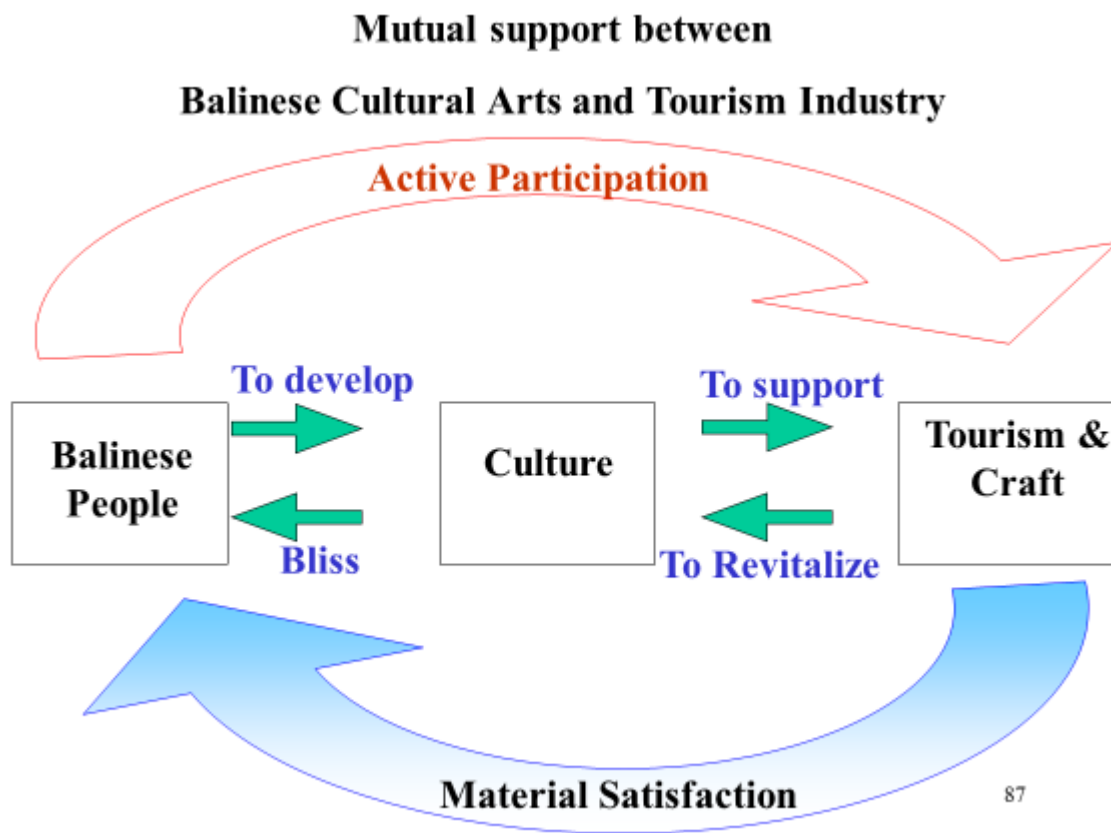 Mutual support between
Balinese Cultural Arts and Tourism Industry
Active Participation
To develop
To support
Balinese
People
Culture
Tourism &
Craft
Bliss
To Revitalize
Material Satisfaction
87